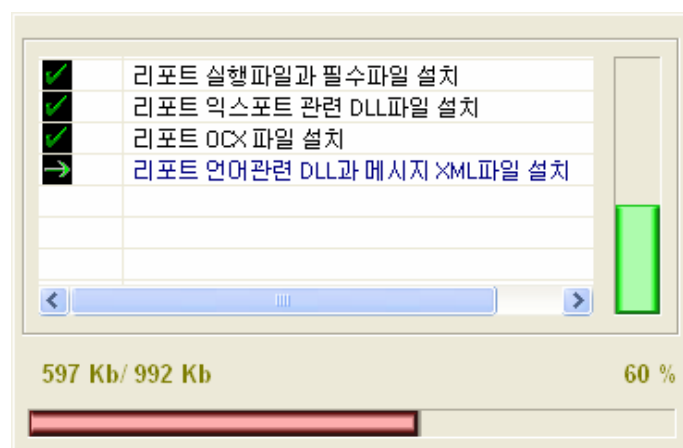 리포트 실행파일과 필수파일 설치
리포트 익스포트 관련 DLL파일 설치
리포트 OCX 파일 설치
리포트 언어관련 DLL과 메시지 XML파일 설치
597 Kb/ 992 Kb 60 %